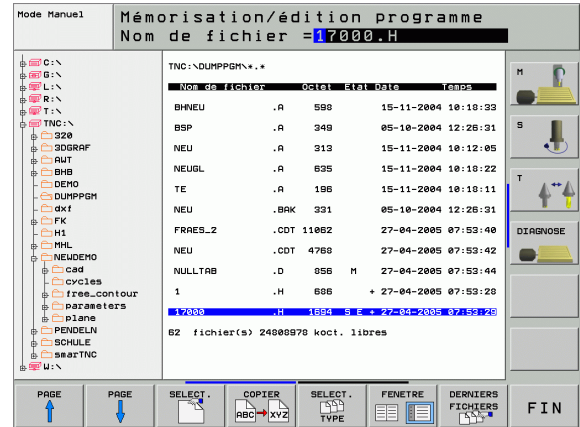 Mode Manuel
Mémorisation/édition programme
Nom de fichier =17000.H
C:\
G:\
L:\
R:\
T:\
TNC:\
320
3DGRAF
AWT
BHB
DEMO
DUMPPGM
dxf
FK
H1
MHL
NEWDEMO
cad
cycles
free_contour
parameters
plane
PENDELN
SCHULE
smarTNC
W:\
TNC:\DUMPPGM\*.*
Nom de fichier Octet Etat Date Temps
BHNEU .A 598 15-11-2004 10:18:33
BSP .A 349 05-10-2004 12:26:31
NEU .A 313 15-11-2004 10:12:05
NEUGL .A 635 15-11-2004 10:18:22
TE .A 196 15-11-2004 10:18:11
NEU .BAK 331 05-10-2004 12:26:31
FRAES_2 .CDT 11062 27-04-2005 07:53:40
NEU .CDT 4768 27-04-2005 07:53:42
NULLTAB .D 856 M 27-04-2005 07:53:44
1 .H 686 + 27-04-2005 07:53:28
17000 .H 1694 S E + 27-04-2005 07:53:29
62 fichier(s) 24808978 koct. libres
M
S
T
DIAGNOSE
PAGE
PAGE
SELECT.
COPIER
ABC XYZ
SELECT.
TYPE
FENETRE
DERNIERS
FICHIERS
FIN